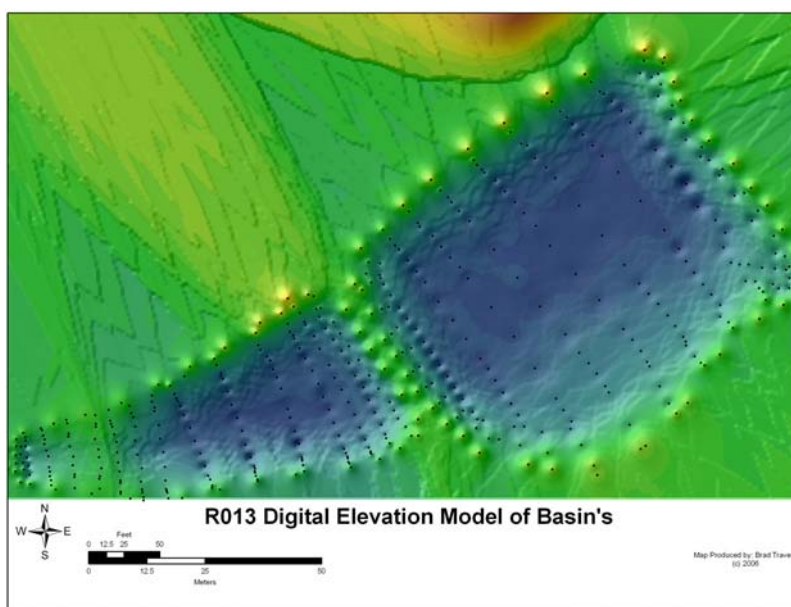 R013 Digital Elevation Model of Basin's
N
W E
S
Feet
0 12.5 25 50
0 12.5 25 50
Meters
Map Produced by: Brad Trave
(c) 2006